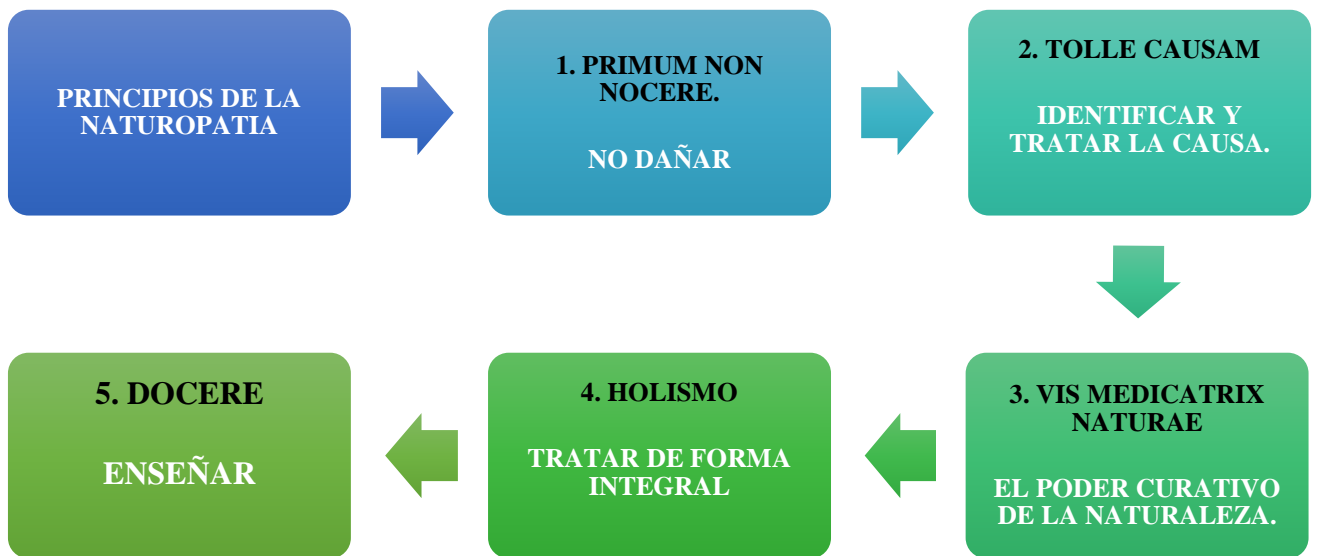 PRINCIPIOS DE LA
NATUROPATIA
1. PRIMUM NON
NOCERE.
NO DAÑAR
2. TOLLE CAUSAM
IDENTIFICAR Y
TRATAR LA CAUSA.
3. VIS MEDICATRIX
NATURAE
EL PODER CURATIVO
DE LA NATURALEZA.
4. HOLISMO
TRATAR DE FORMA
INTEGRAL
5. DOCERE
ENSEÑAR